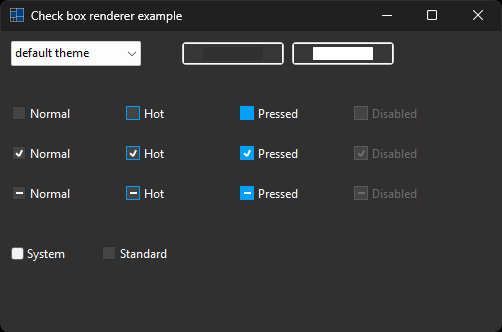 Check box renderer example
default theme
Normal Hot Pressed Disabled
Normal Hot Pressed Disabled
Normal Hot Pressed Disabled
System Standard